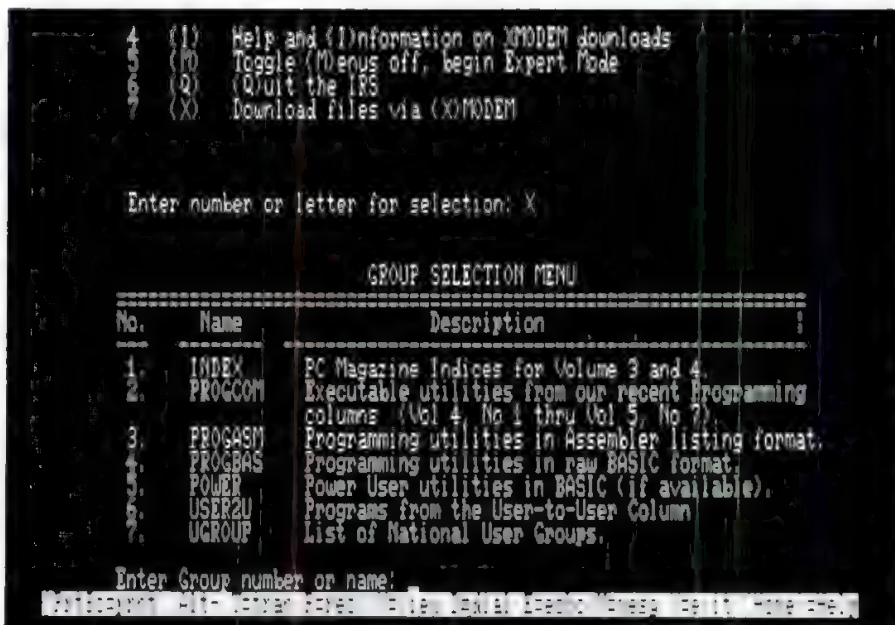 4 (I) Help and (I)nformation on XMODEM downloads
5 (M) Toggle (M)enus off, begin Expert Mode
6 (Q) (Q)uit the IRS
7 (X) Download files via (X)MODEM
Enter number or letter for selection: X
GROUP SELECTION MENU
No. Name Description
1. INDEX PC Magazine Indices for Volume 3 and 4.
2. PROGCOM Executable utilities from our recent Programming
columns (Vol 4, No 1 thru Vol 5, No 7).
3. PROGASM Programming utilities in Assembler listing format.
4. PROGBAS Programming utilities in raw BASIC format.
5. POWER Power User utilities in BASIC (if available).
6. USER2U Programs from the User-to-User Column
7. UGROUP List of National User Groups.
Enter Group number or name: